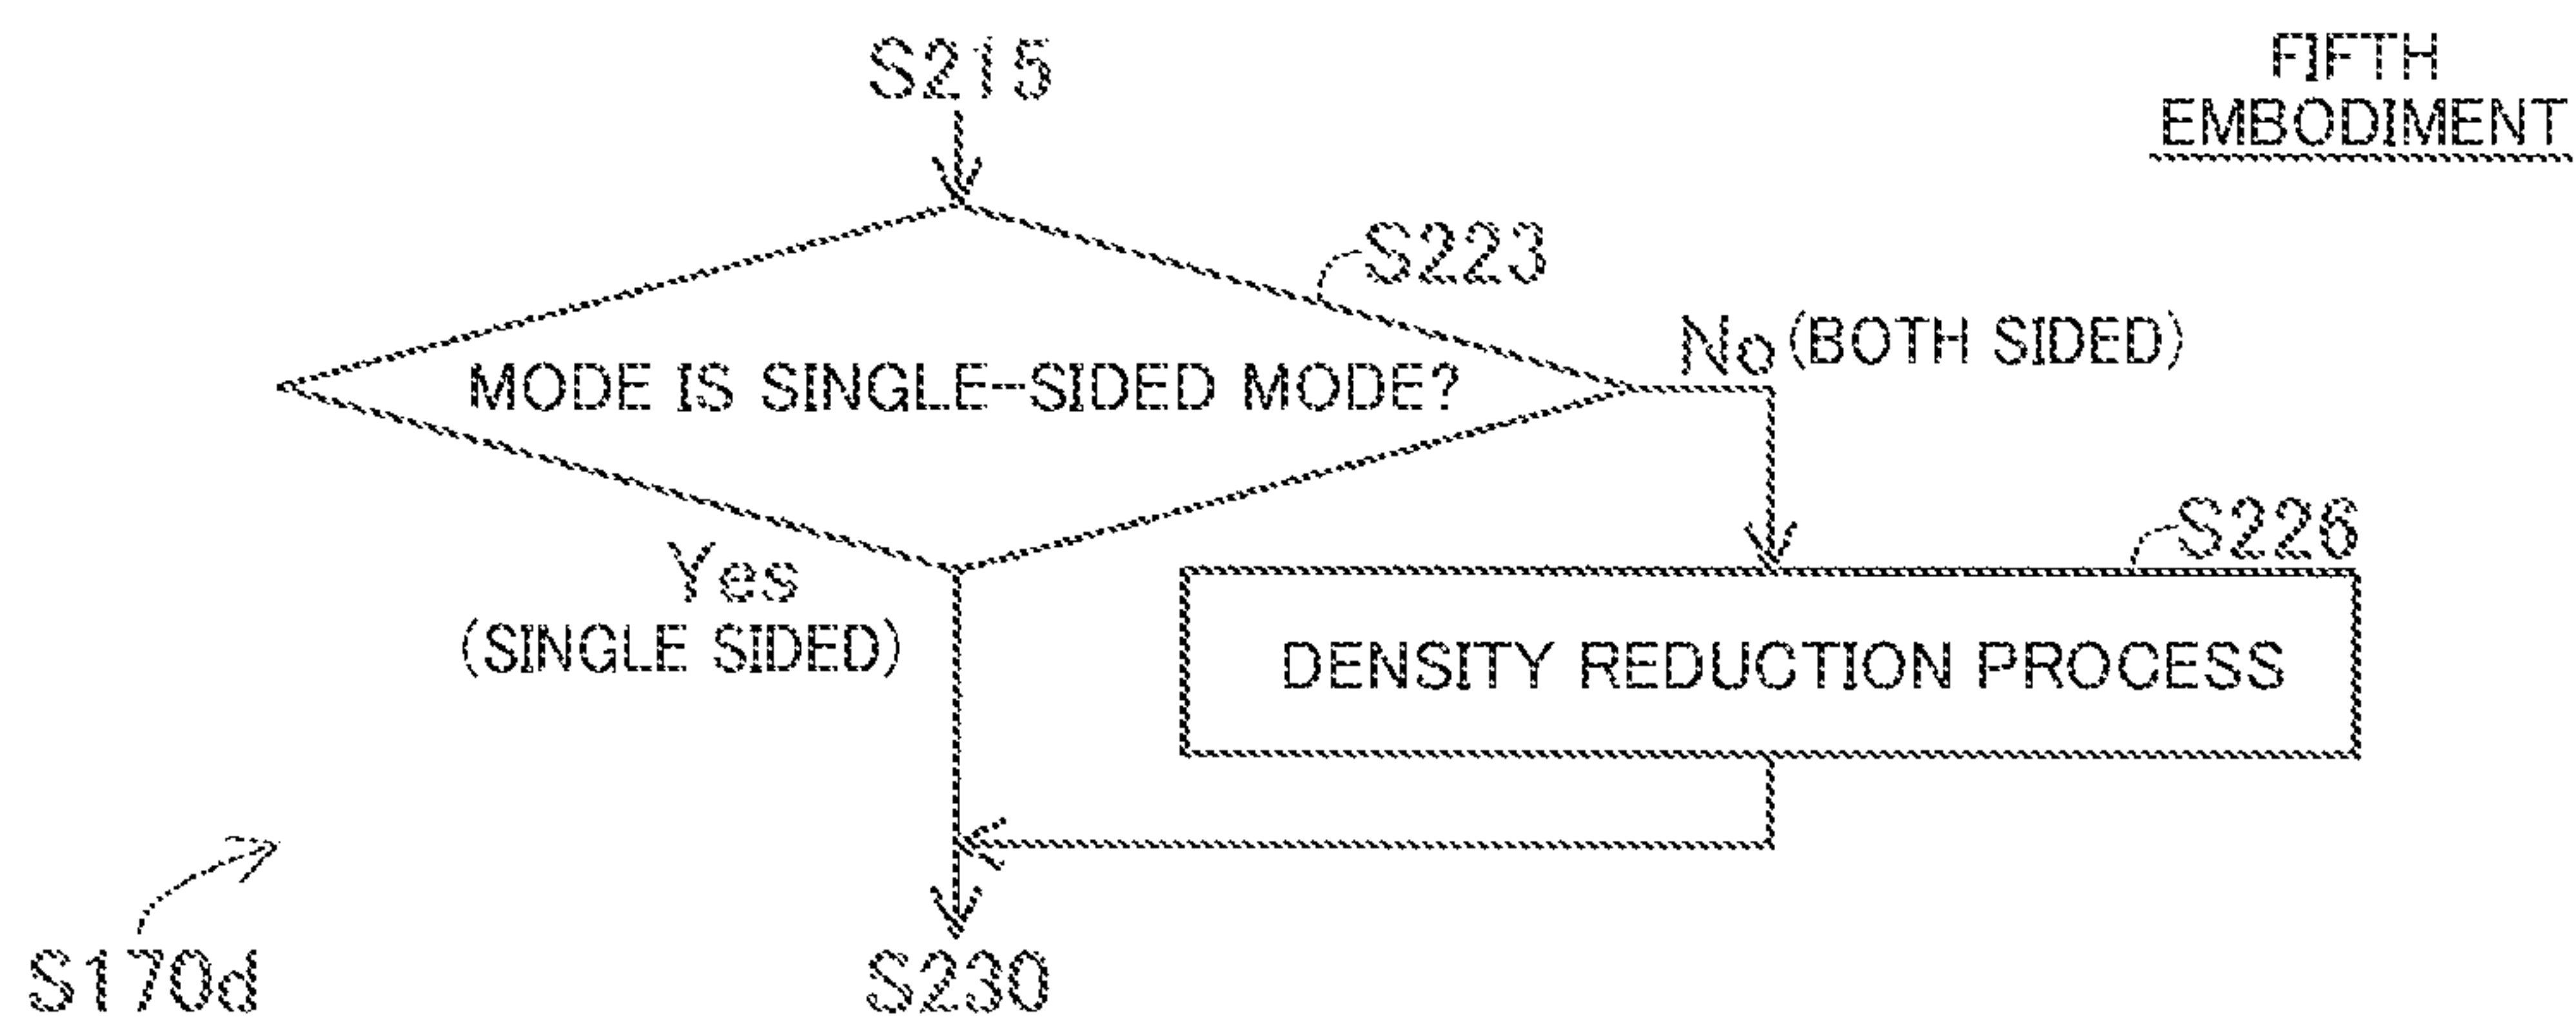 FIFTH
EMBODIMENT
S215
S223
MODE IS SINGLE-SIDED MODE?
No (BOTH SIDED)
Yes
(SINGLE SIDED)
S226
DENSITY REDUCTION PROCESS
S170d
S230